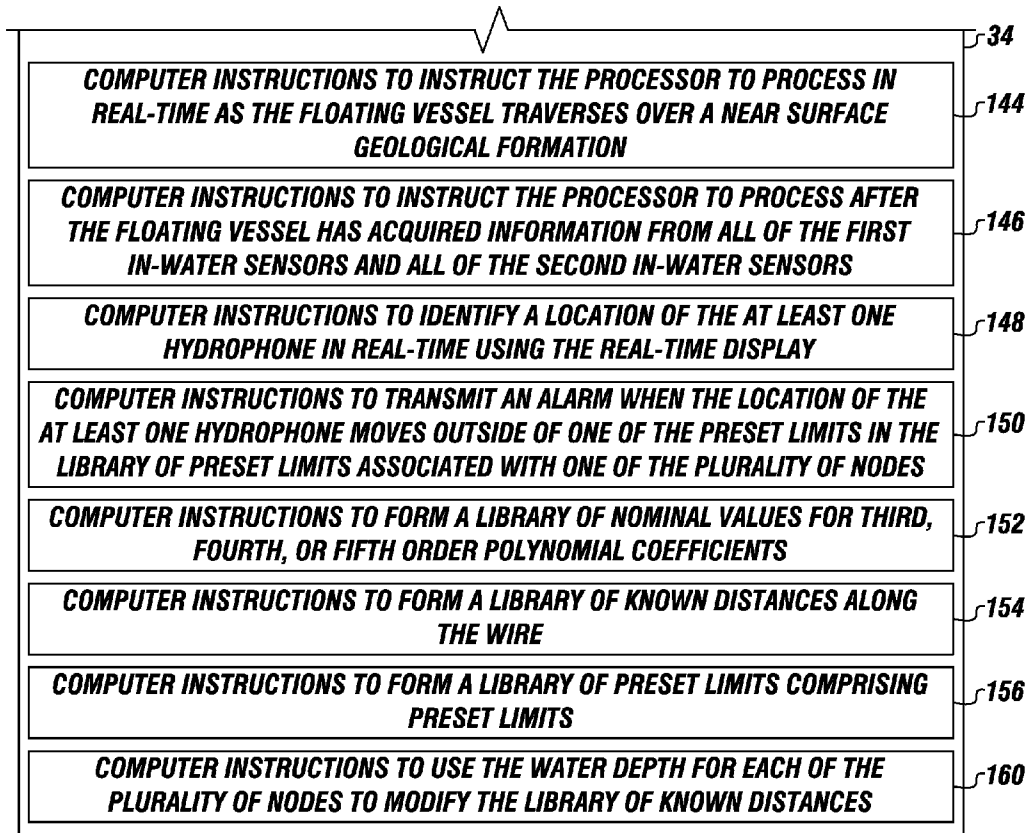 34
COMPUTER INSTRUCTIONS TO INSTRUCT THE PROCESSOR TO PROCESS IN
REAL-TIME AS THE FLOATING VESSEL TRAVERSES OVER A NEAR SURFACE
GEOLOGICAL FORMATION
144
COMPUTER INSTRUCTIONS TO INSTRUCT THE PROCESSOR TO PROCESS AFTER
THE FLOATING VESSEL HAS ACQUIRED INFORMATION FROM ALL OF THE FIRST
IN-WATER SENSORS AND ALL OF THE SECOND IN-WATER SENSORS
146
COMPUTER INSTRUCTIONS TO IDENTIFY A LOCATION OF THE AT LEAST ONE
HYDROPHONE IN REAL-TIME USING THE REAL-TIME DISPLAY
148
COMPUTER INSTRUCTIONS TO TRANSMIT AN ALARM WHEN THE LOCATION OF THE
AT LEAST ONE HYDROPHONE MOVES OUTSIDE OF ONE OF THE PRESET LIMITS IN THE
LIBRARY OF PRESET LIMITS ASSOCIATED WITH ONE OF THE PLURALITY OF NODES
150
COMPUTER INSTRUCTIONS TO FORM A LIBRARY OF NOMINAL VALUES FOR THIRD,
FOURTH, OR FIFTH ORDER POLYNOMIAL COEFFICIENTS
152
COMPUTER INSTRUCTIONS TO FORM A LIBRARY OF KNOWN DISTANCES ALONG
THE WIRE
154
COMPUTER INSTRUCTIONS TO FORM A LIBRARY OF PRESET LIMITS COMPRISING
PRESET LIMITS
156
COMPUTER INSTRUCTIONS TO USE THE WATER DEPTH FOR EACH OF THE
PLURALITY OF NODES TO MODIFY THE LIBRARY OF KNOWN DISTANCES
160